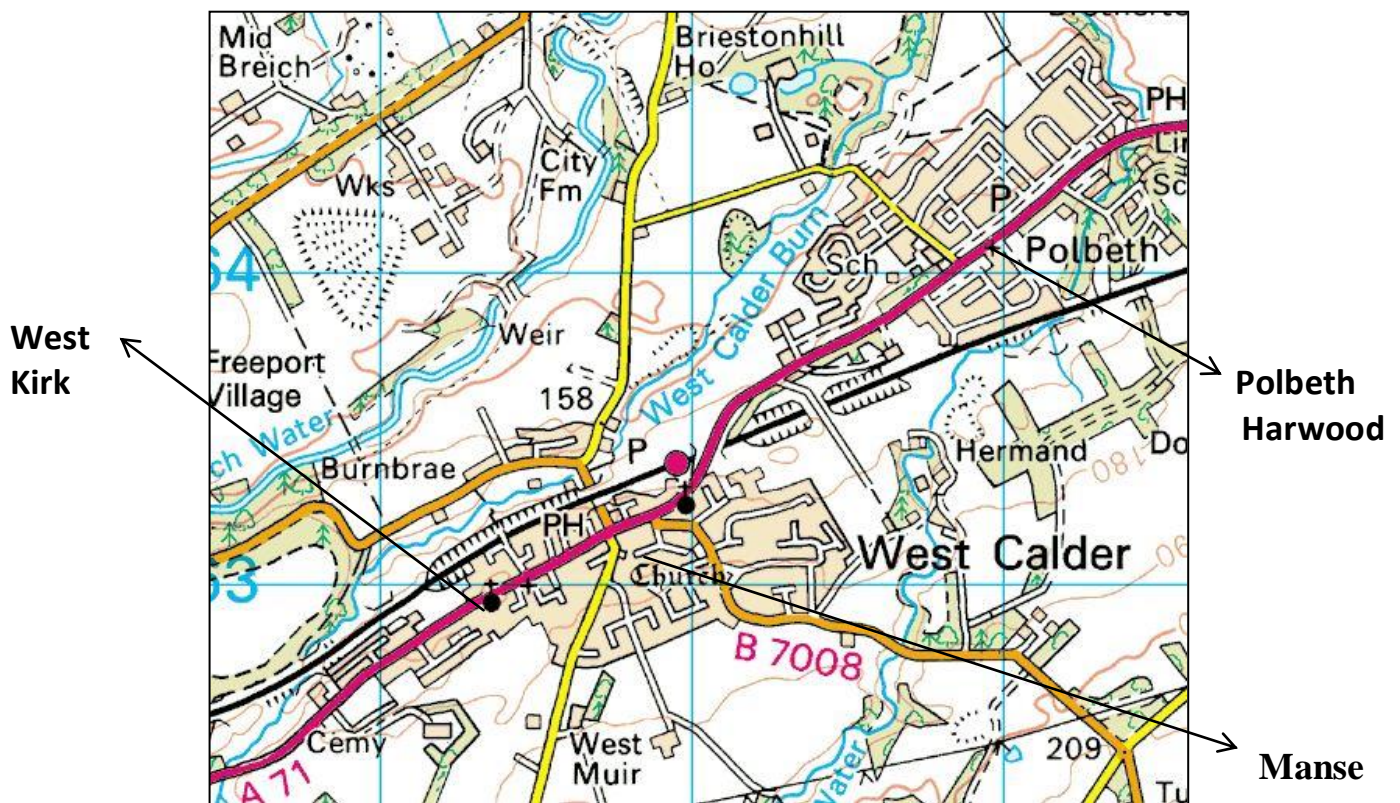 Mid
Breich
Briestonhill
Ho
PH
City
Fm
Wks
P
Sc
Sch
Polbeth
64
Weir
West Calder Burn
West
Kirk
Freeport
Village
158
Polbeth
Harwood
ch Water
Burnbrae
P
Hermand
Do
180
PH
West Calder
Church
63
B 7008
Cemy
West
Muir
209
Manse
A 71
Water
Tu